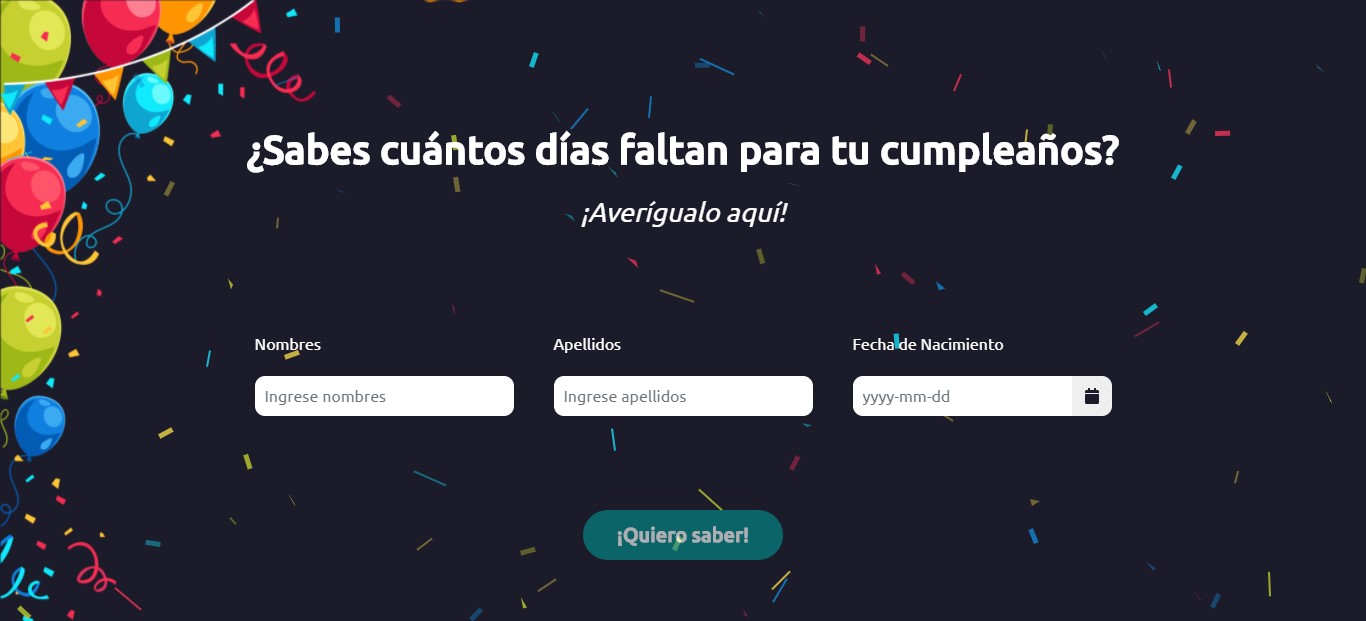 ¿Sabes cuántos días faltan para tu cumpleaños?
¡Averígualo aquí!
Nombres
Apellidos
Fecha de Nacimiento
Ingrese nombres
Ingrese apellidos
yyyy-mm-dd
¡Quiero saber!